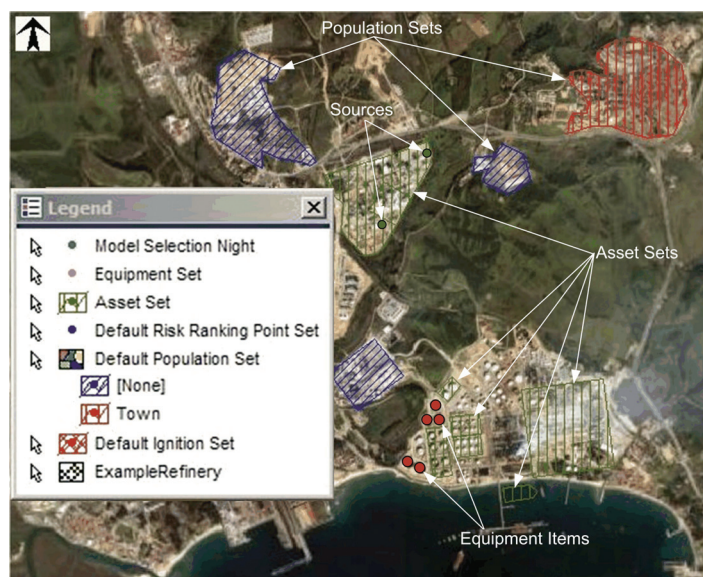 Population Sets
Sources
Legend
Model Selection Night
Equipment Set
Asset Set
Default Risk Ranking Point Set
Default Population Set
[None]
Town
Default Ignition Set
ExampleRefinery
Asset Sets
Equipment Items